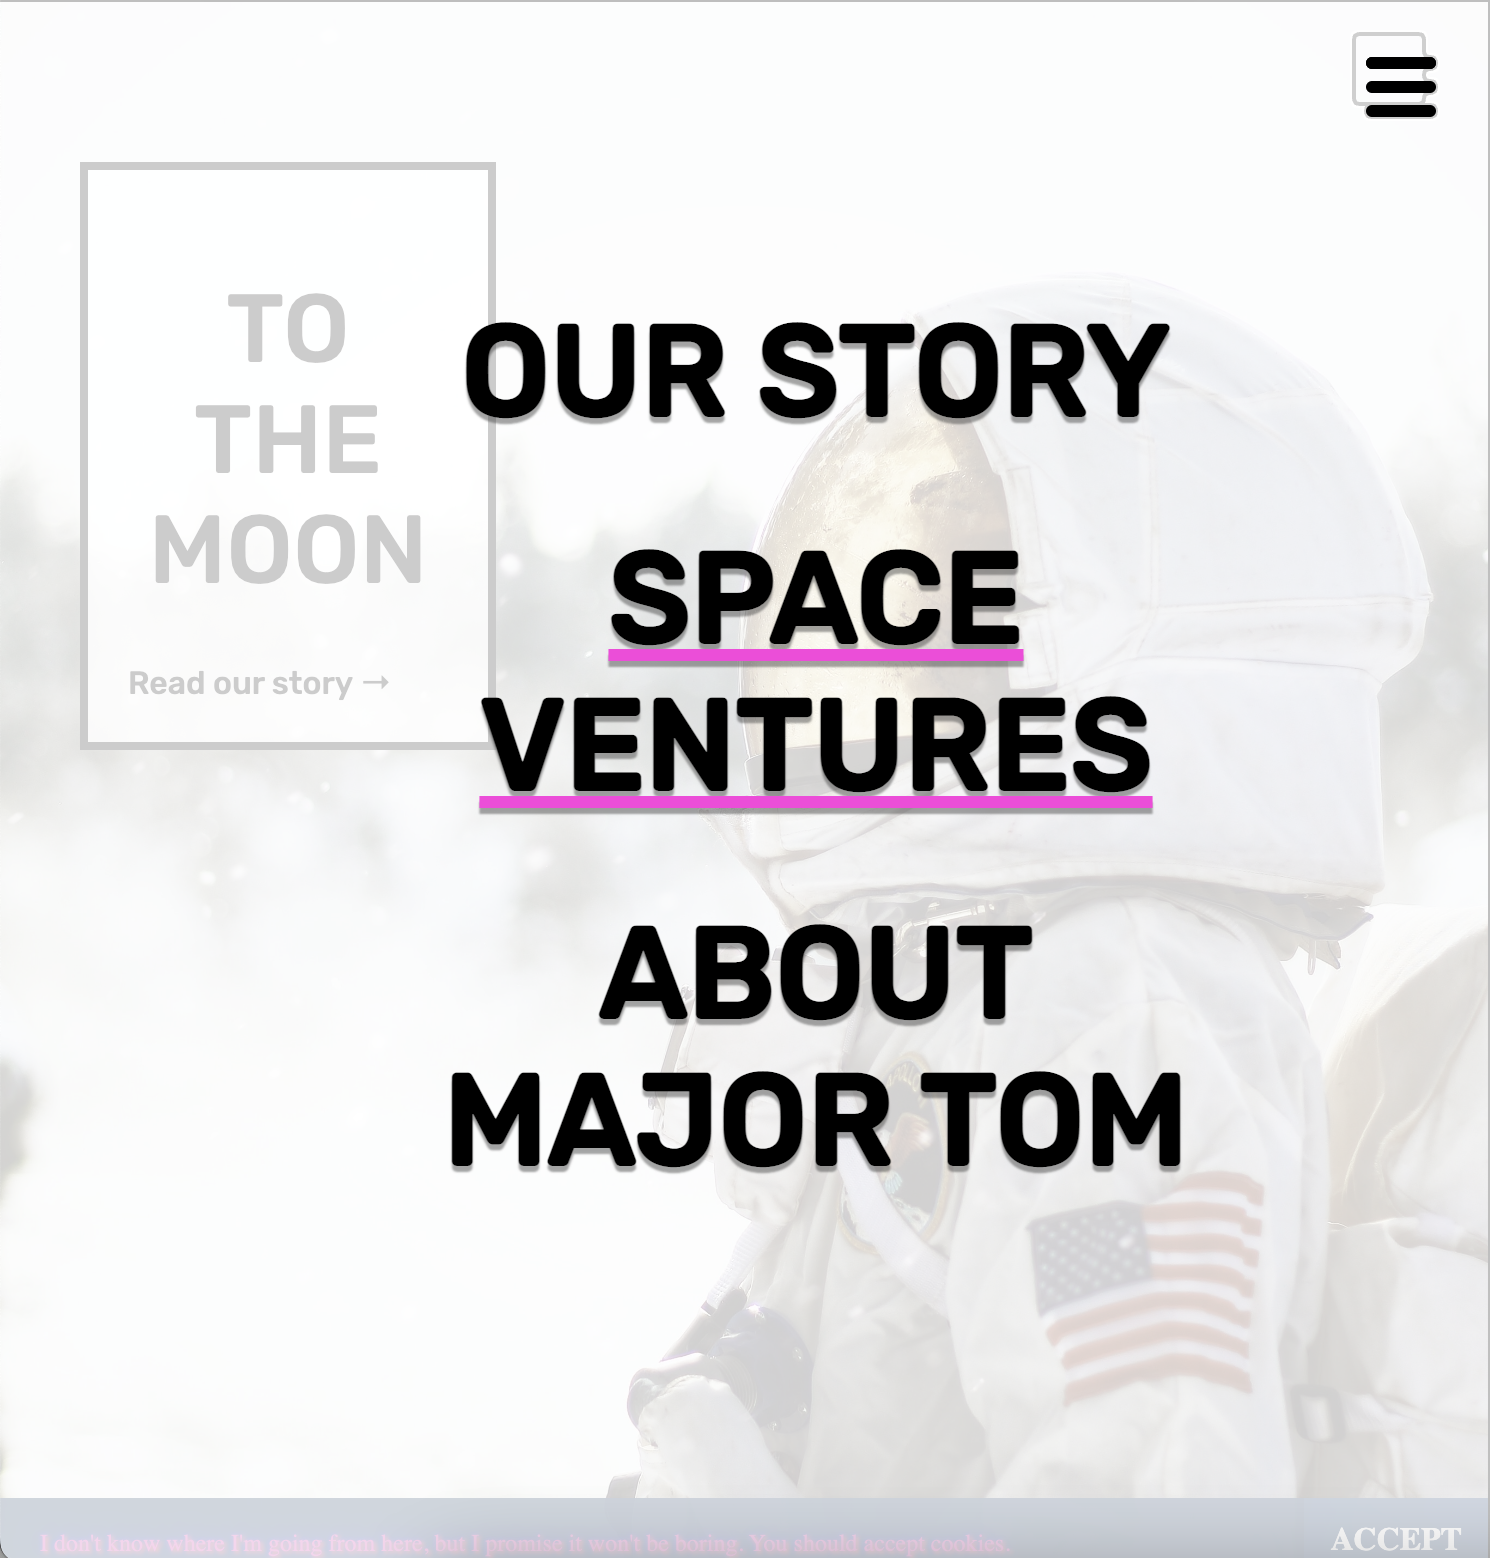 TO
THE
MOON
Read our story →
OUR STORY
SPACE
VENTURES
ABOUT
MAJOR TOM
I don't know where I'm going from here, but I promise it won't be boring. You should accept cookies.
ACCEPT